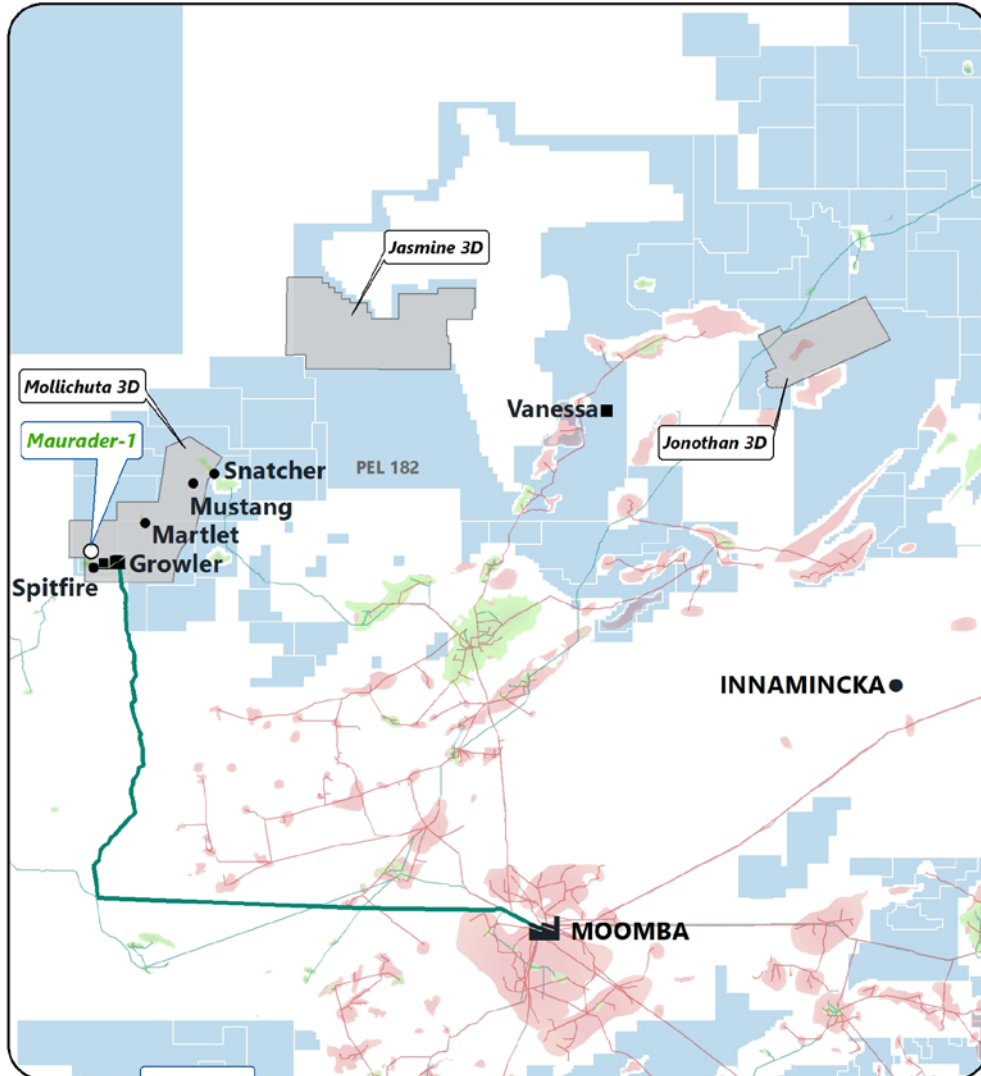 Jasmine 3D
Mollichuta 3D
Vanessa
Maurader-1
Jonothan 3D
Snatcher
PEL 182
Mustang
Martlet
Growler
Spitfire
INNAMINCKA
MOOMBA